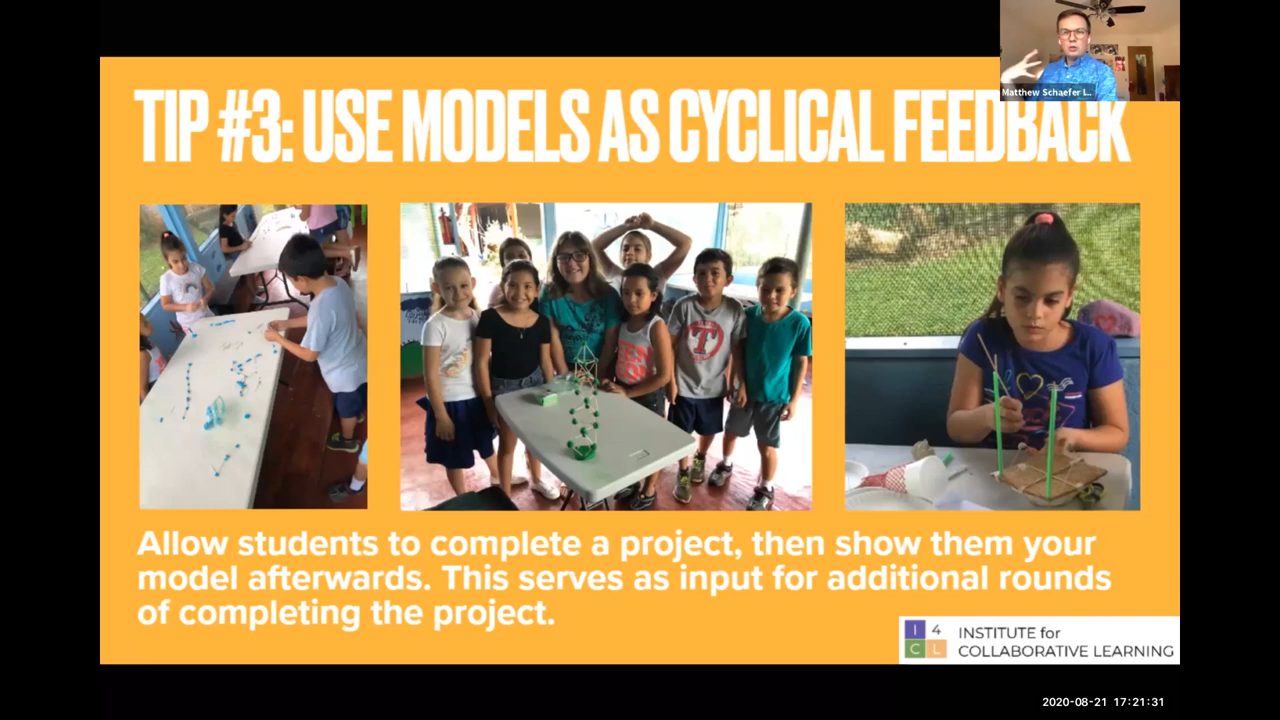 Matthew Schaefer L...
TIP #3: USE MODELS AS CYCLICAL FEEDBACK
T
Allow students to complete a project, then show them your
model afterwards. This serves as input for additional rounds
of completing the project.
I 4
C L
INSTITUTE for
COLLABORATIVE LEARNING
2020-08-21 17:21:31